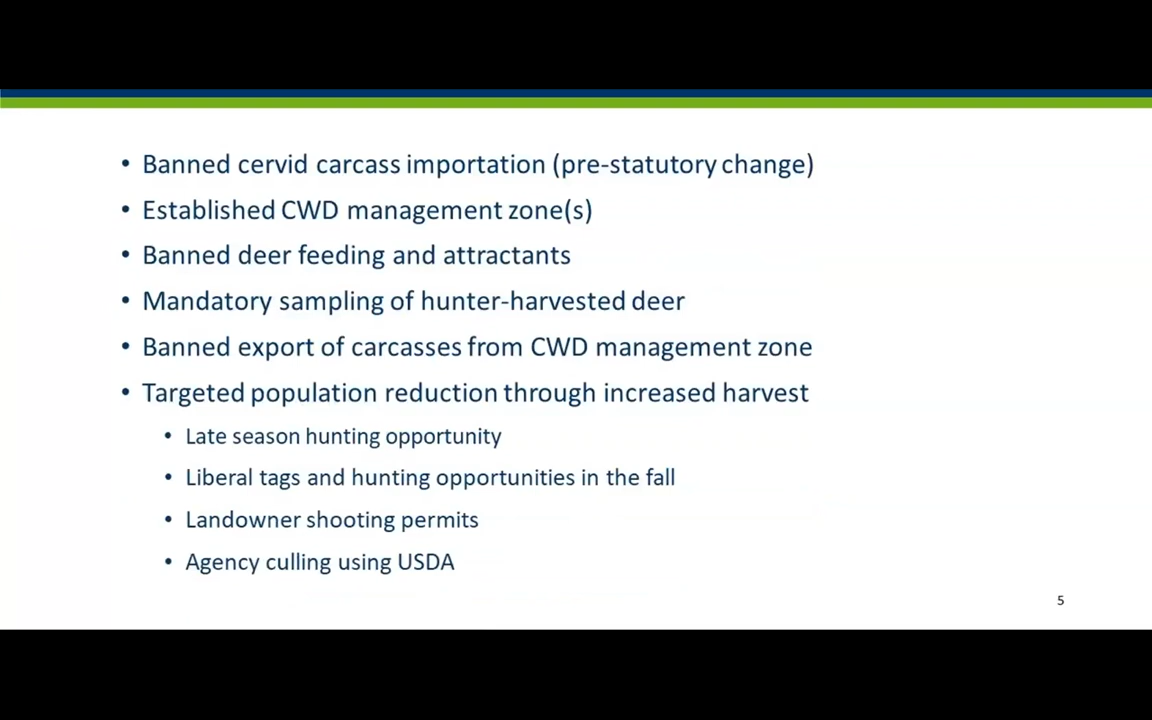 • Banned cervid carcass importation (pre-statutory change)
• Established CWD management zone(s)
• Banned deer feeding and attractants
• Mandatory sampling of hunter-harvested deer
• Banned export of carcasses from CWD management zone
• Targeted population reduction through increased harvest
• Late season hunting opportunity
• Liberal tags and hunting opportunities in the fall
• Landowner shooting permits
• Agency culling using USDA
5